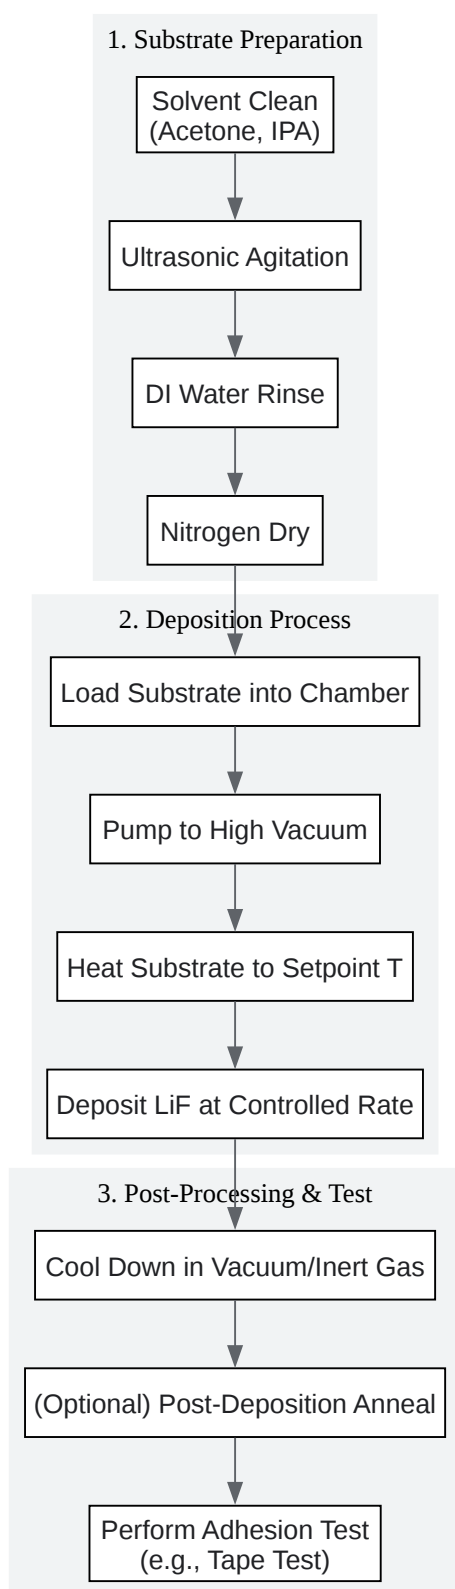 1. Substrate Preparation
Solvent Clean
(Acetone, IPA)
Ultrasonic Agitation
DI Water Rinse
Nitrogen Dry
2. Deposition Process
Load Substrate into Chamber
Pump to High Vacuum
Heat Substrate to Setpoint T
Deposit LiF at Controlled Rate
3. Post-Processing & Test
Cool Down in Vacuum/Inert Gas
(Optional) Post-Deposition Anneal
Perform Adhesion Test
(e.g., Tape Test)